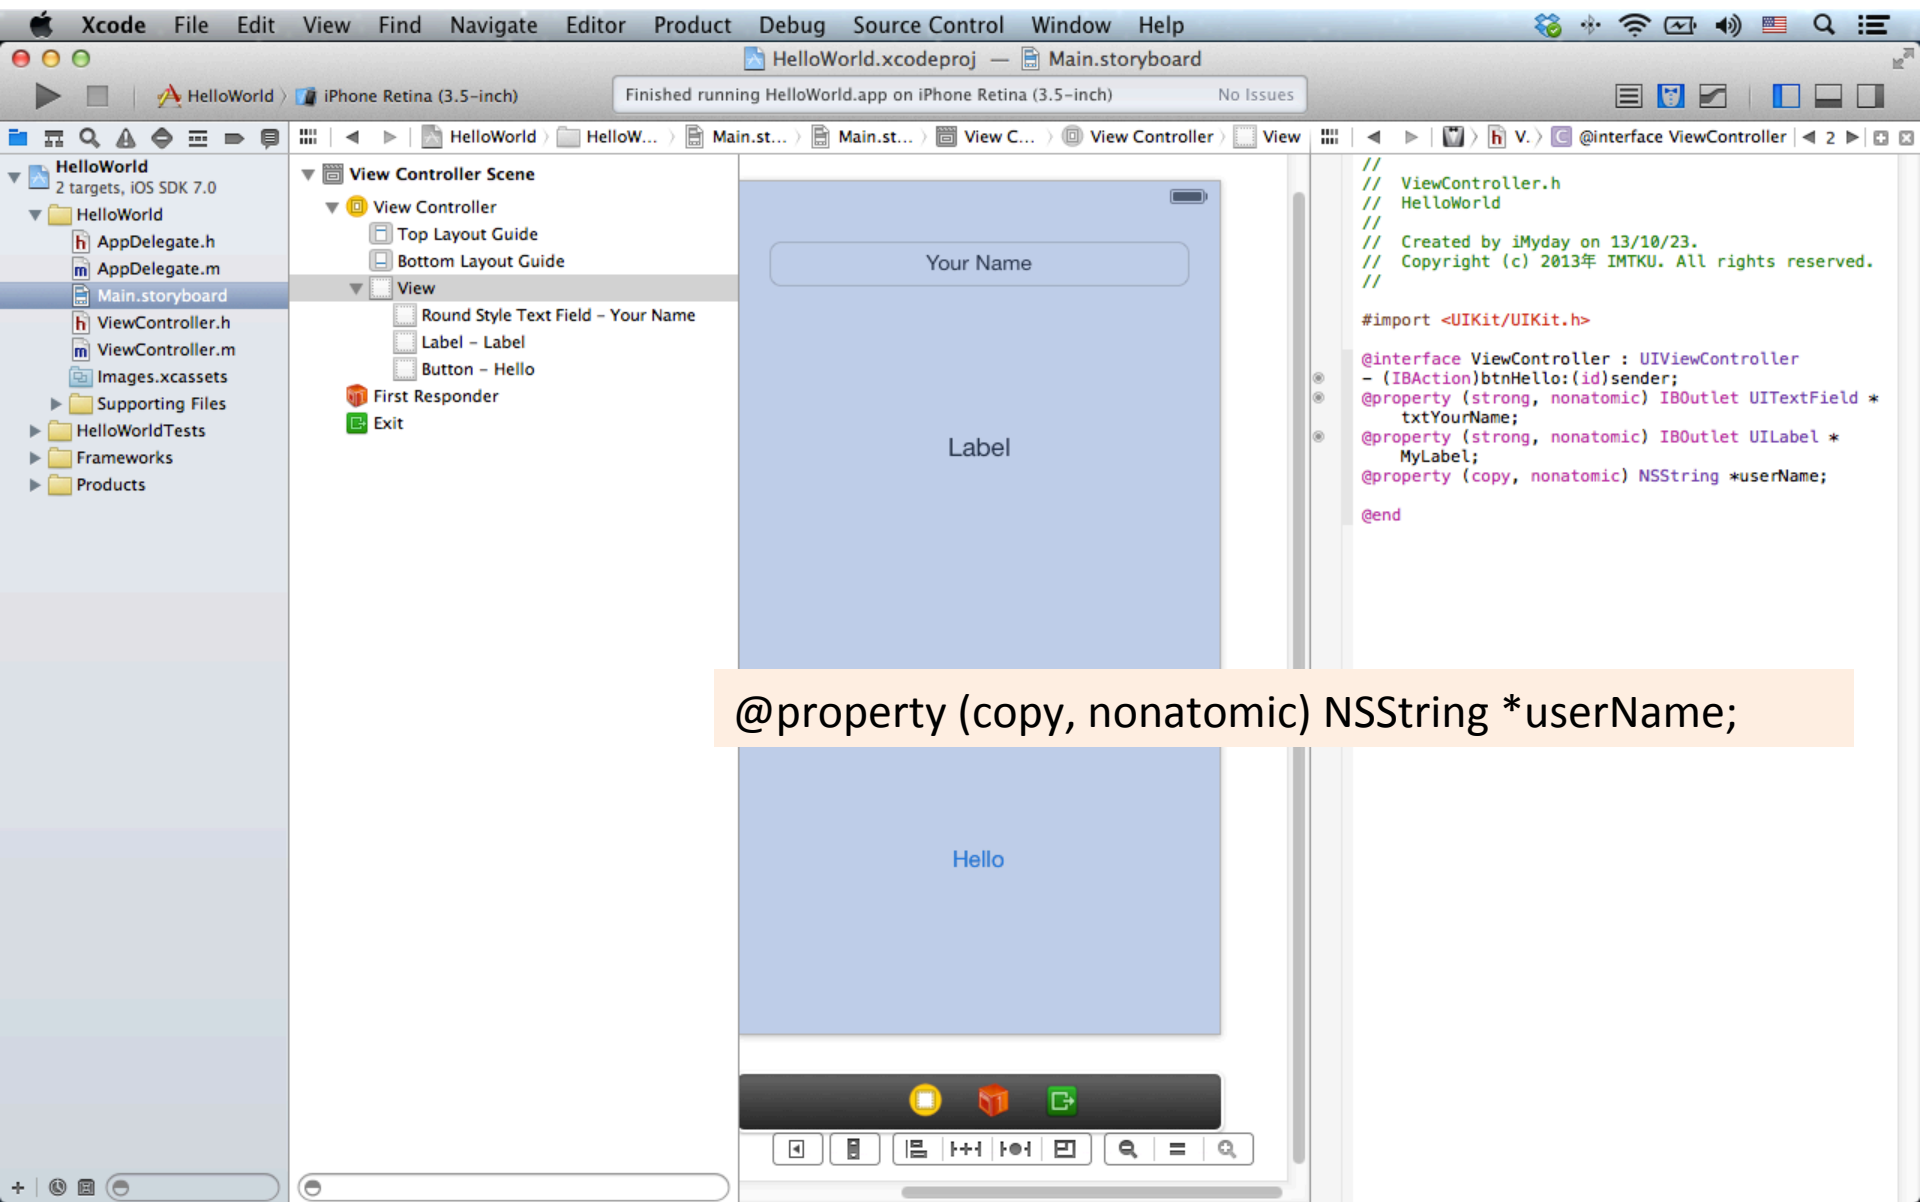 Xcode File Edit View Find Navigate Editor Product Debug Source Control Window Help
HelloWorld.xcodeproj — Main.storyboard
HelloWorld iPhone Retina (3.5-inch)
Finished running HelloWorld.app on iPhone Retina (3.5-inch) No Issues
HelloWorld HelloW... Main.st... Main.st... View C... View Controller View
h V. C @interface ViewController 2
HelloWorld
2 targets, iOS SDK 7.0
HelloWorld
h AppDelegate.h
m AppDelegate.m
Main.storyboard
h ViewController.h
m ViewController.m
Images.xcassets
Supporting Files
HelloWorldTests
Frameworks
Products
View Controller Scene
View Controller
Top Layout Guide
Bottom Layout Guide
View
Round Style Text Field - Your Name
Label - Label
Button - Hello
First Responder
Exit
Your Name
Label
Hello
//
// ViewController.h
// HelloWorld
//
// Created by iMyday on 13/10/23.
// Copyright (c) 2013年 IMTKU. All rights reserved.
//
#import <UIKit/UIKit.h>
@interface ViewController : UIViewController
- (IBAction)btnHello:(id)sender;
@property (strong, nonatomic) IBOutlet UITextField *
txtYourName;
@property (strong, nonatomic) IBOutlet UILabel *
MyLabel;
@property (copy, nonatomic) NSString *userName;
@end
@property (copy, nonatomic) NSString *userName;